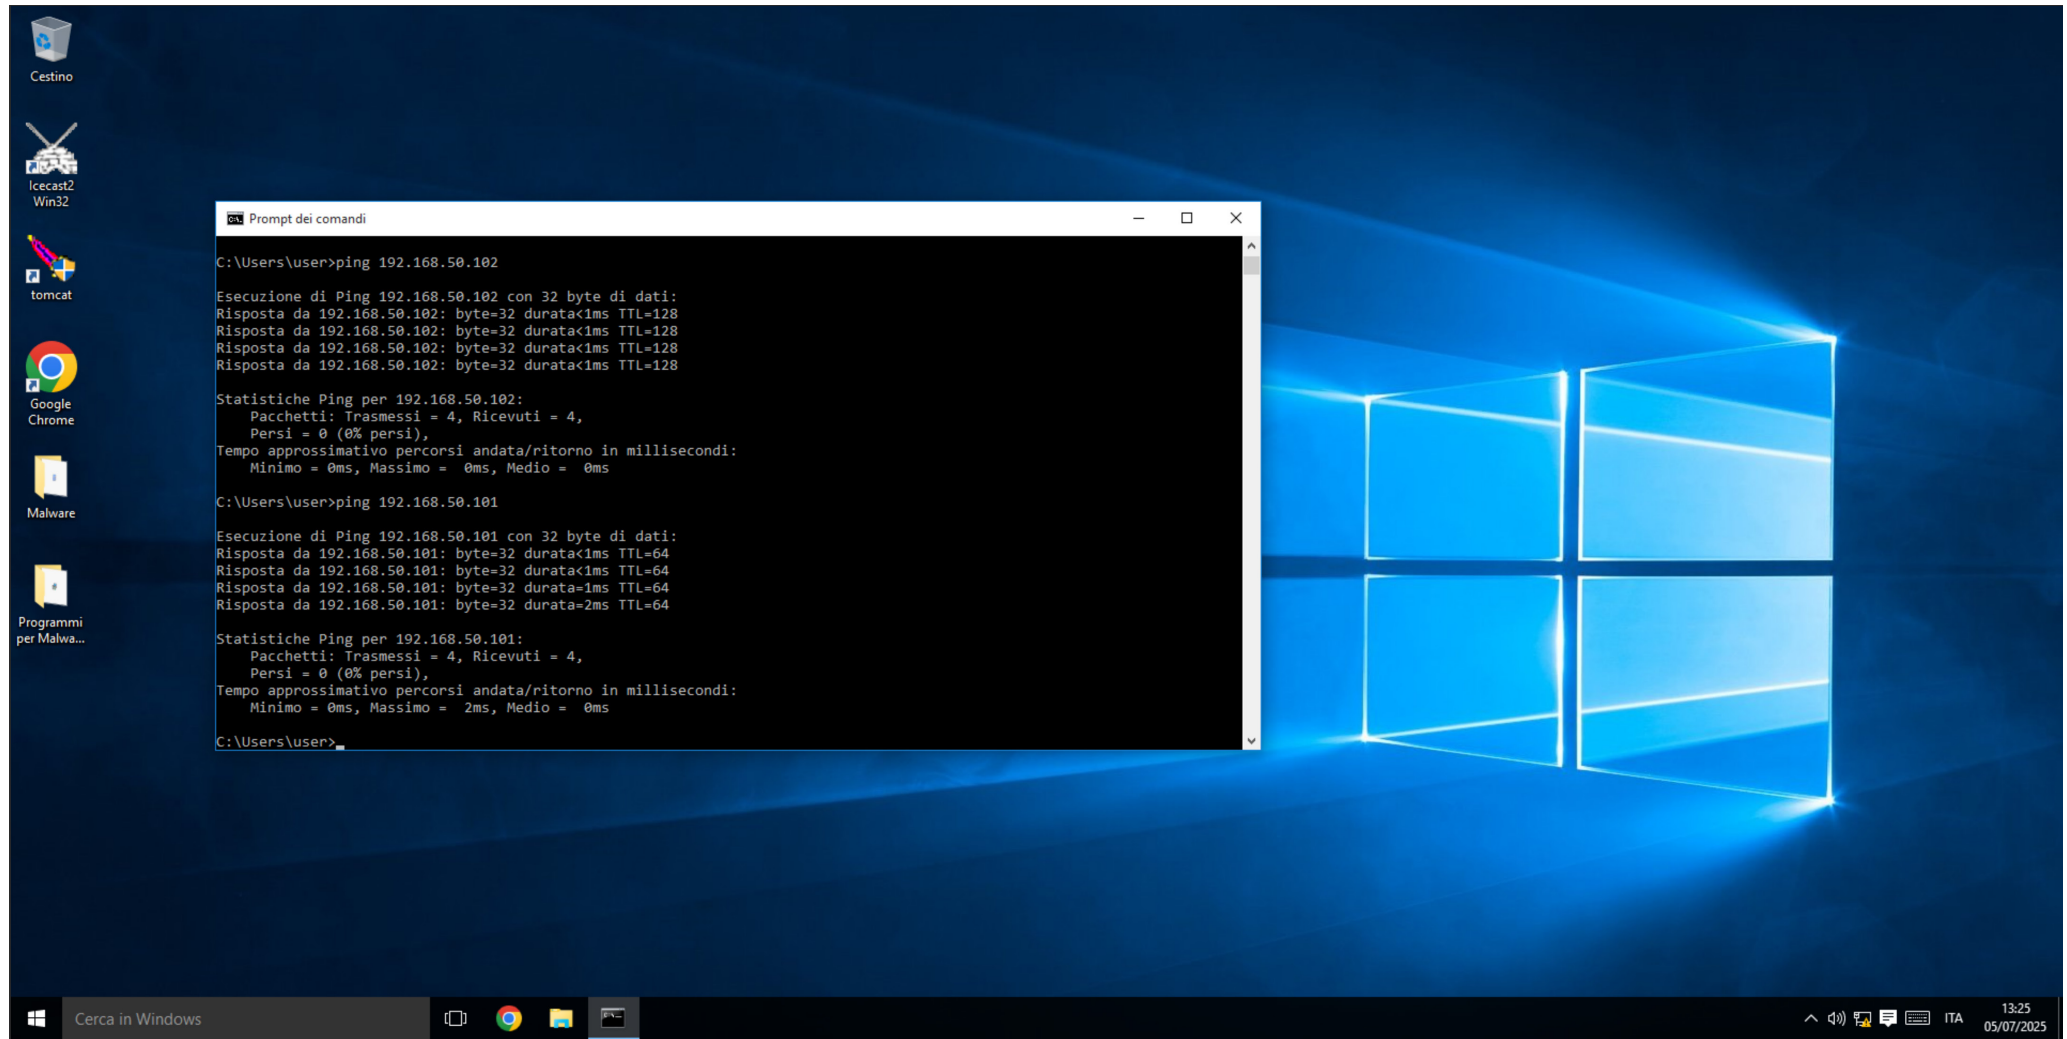 Cestino
Icecast2
Win32
tomcat
Google
Chrome
Malware
Programmi
per Malwa...
Prompt dei comandi
C:\Users\user>ping 192.168.50.102
Esecuzione di Ping 192.168.50.102 con 32 byte di dati:
Risposta da 192.168.50.102: byte=32 durata<1ms TTL=128
Risposta da 192.168.50.102: byte=32 durata<1ms TTL=128
Risposta da 192.168.50.102: byte=32 durata<1ms TTL=128
Risposta da 192.168.50.102: byte=32 durata<1ms TTL=128
Statistiche Ping per 192.168.50.102:
    Pacchetti: Trasmessi = 4, Ricevuti = 4,
    Persi = 0 (0% persi),
Tempo approssimativo percorsi andata/ritorno in millisecondi:
    Minimo = 0ms, Massimo =  0ms, Medio =  0ms
C:\Users\user>ping 192.168.50.101
Esecuzione di Ping 192.168.50.101 con 32 byte di dati:
Risposta da 192.168.50.101: byte=32 durata<1ms TTL=64
Risposta da 192.168.50.101: byte=32 durata<1ms TTL=64
Risposta da 192.168.50.101: byte=32 durata=1ms TTL=64
Risposta da 192.168.50.101: byte=32 durata=2ms TTL=64
Statistiche Ping per 192.168.50.101:
    Pacchetti: Trasmessi = 4, Ricevuti = 4,
    Persi = 0 (0% persi),
Tempo approssimativo percorsi andata/ritorno in millisecondi:
    Minimo = 0ms, Massimo =  2ms, Medio =  0ms
C:\Users\user>
Cerca in Windows
ITA
13:25
05/07/2025